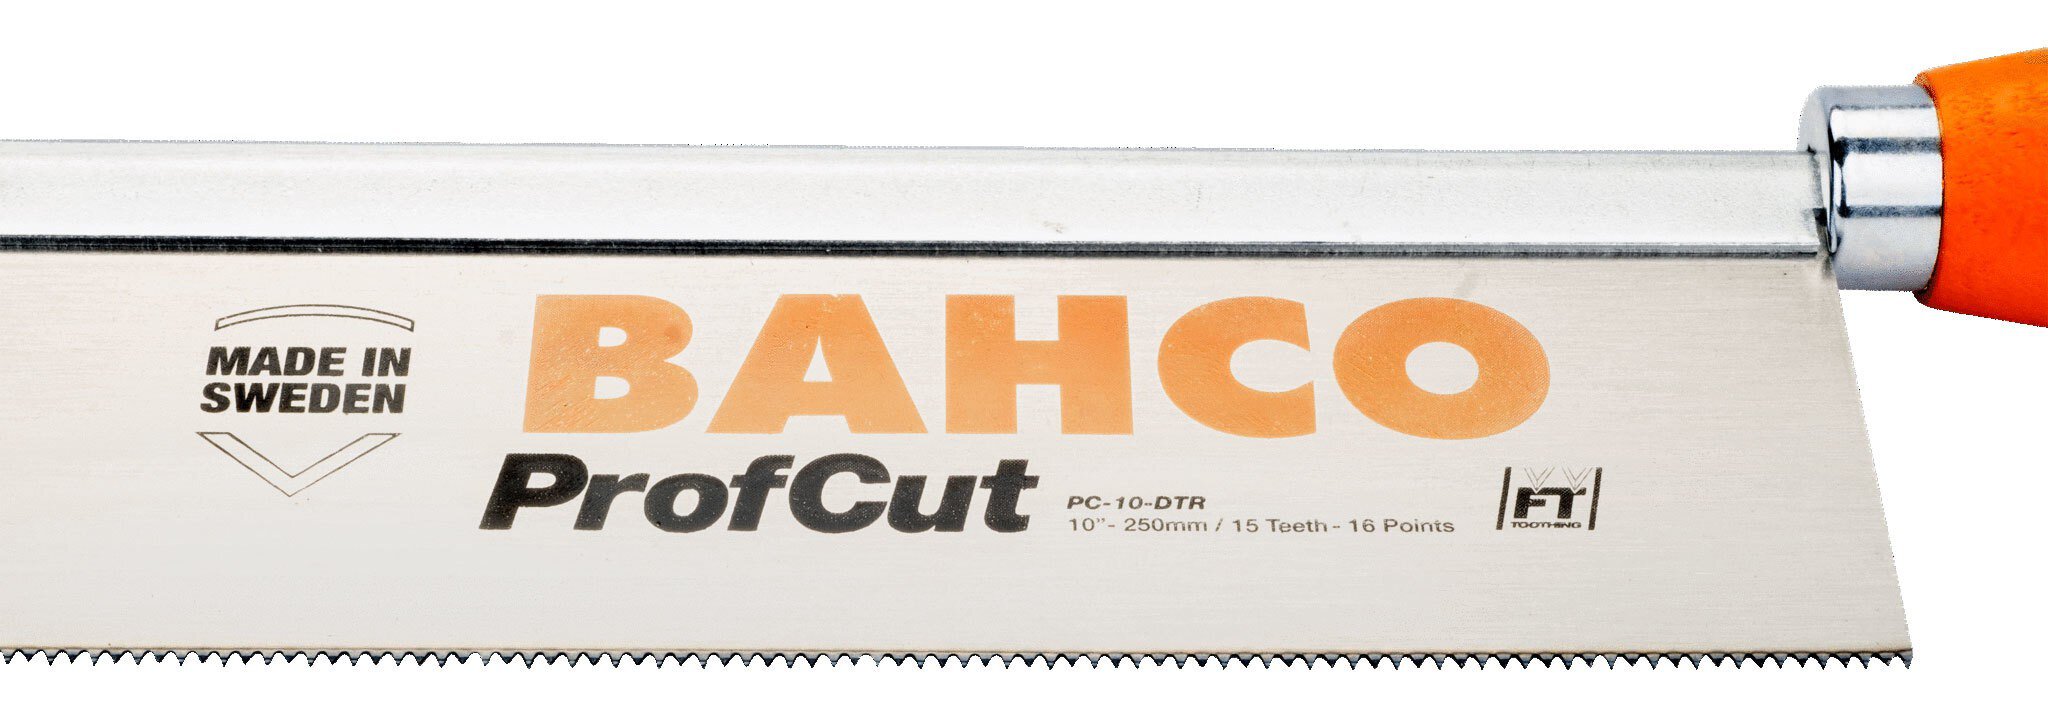 MADE IN
SWEDEN
BAHCO
ProfCut
PC-10-DTR
10”- 250mm / 15 Teeth - 16 Points
FT
TOOTHING